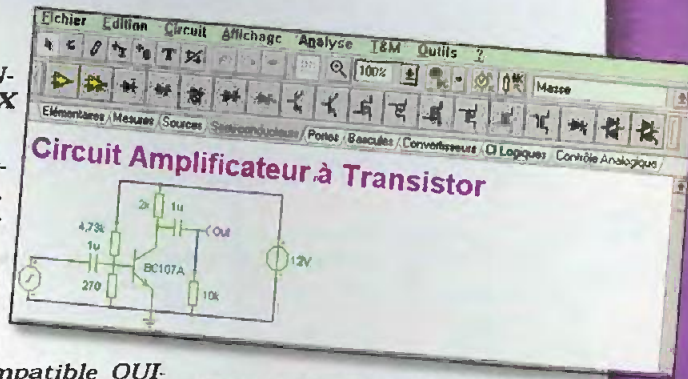 Fichier Edition Circuit Affichage Analyse T&M Outils ?
T 100% Masse
Elémentaires Mesures Sources Semiconducteurs Portes Bascules Convertisseurs CI Logiques Contrôle Analogique
Circuit Amplificateur à Transistor
2k
1u
4,73k
Out
1u
BC107A
12V
270
10k
mpatible OUI-